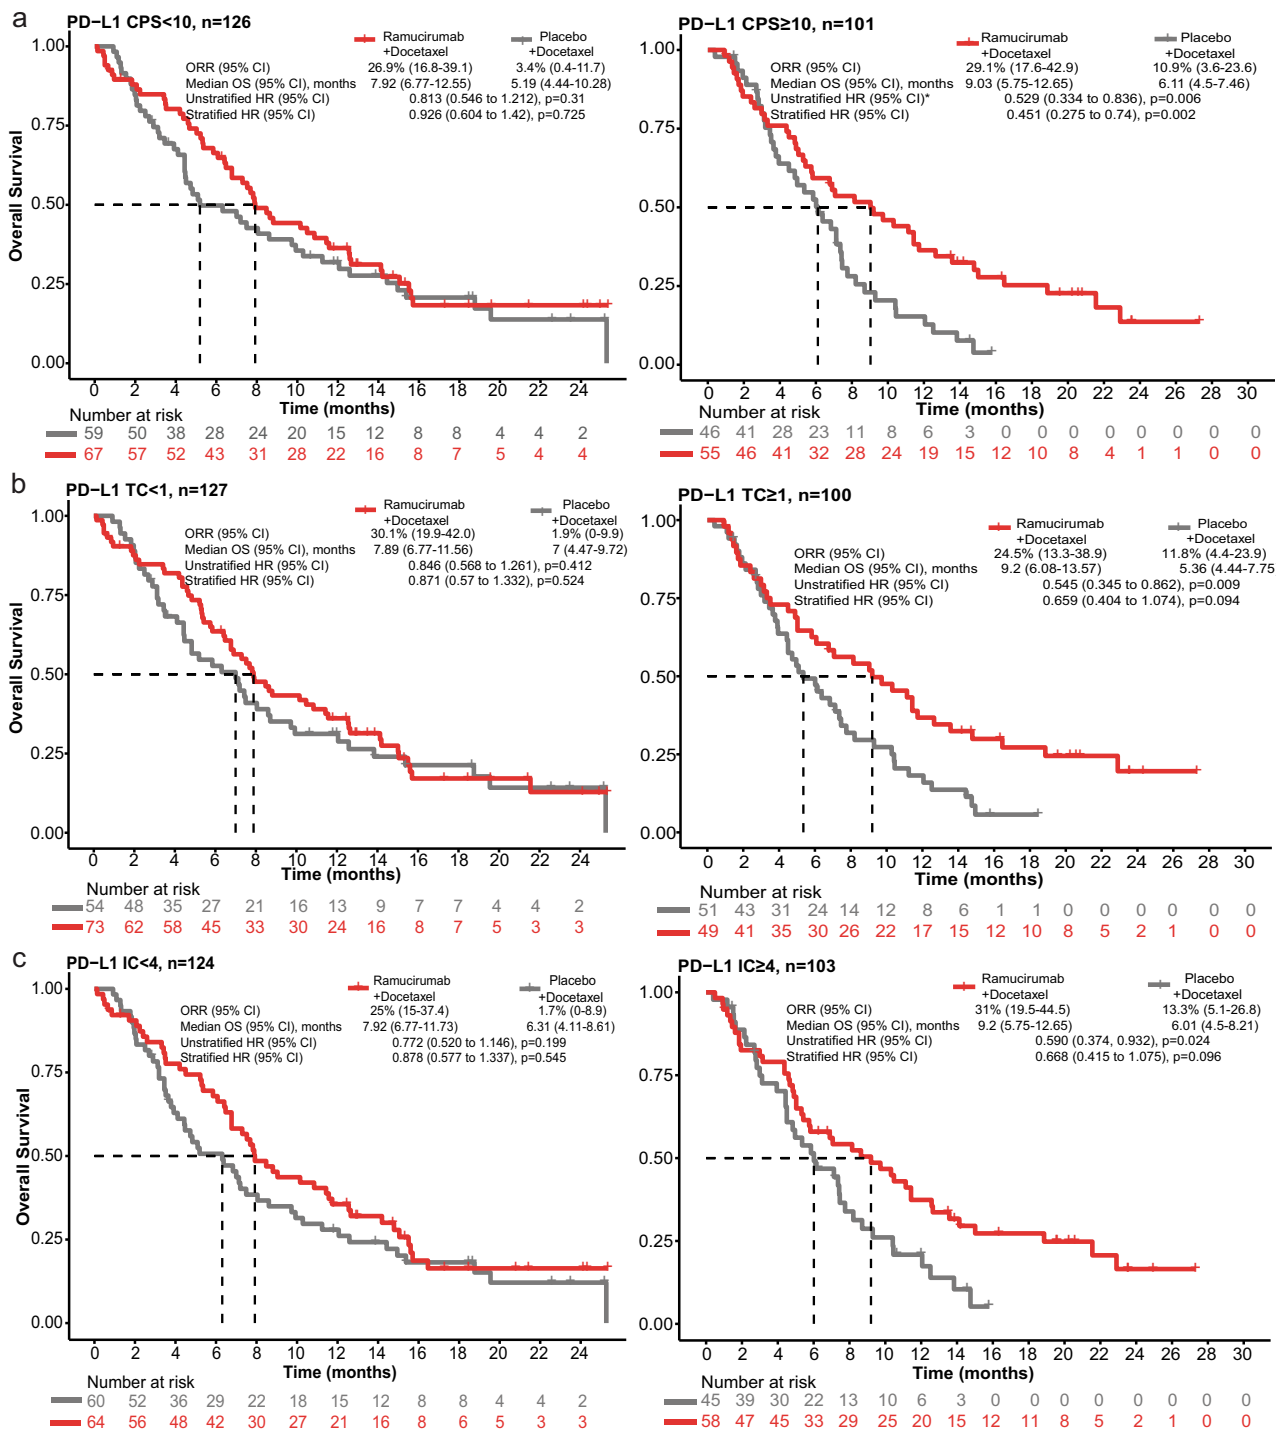 a
PD-L1 CPS<10, n=126
Ramucirumab +Docetaxel
Placebo +Docetaxel
ORR (95% CI) 26.9% (16.8-39.1) 3.4% (0.4-11.7)
Median OS (95% CI), months 7.92 (6.77-12.55) 5.19 (4.44-10.28)
Unstratified HR (95% CI) 0.813 (0.546 to 1.212), p=0.31
Stratified HR (95% CI) 0.926 (0.604 to 1.42), p=0.725
Overall Survival
1.00
0.75
0.50
0.25
0.00
0 2 4 6 8 10 12 14 16 18 20 22 24
Time (months)
Number at risk
59 50 38 28 24 20 15 12 8 8 4 4 2
67 57 52 43 31 28 22 16 8 7 5 4 4
PD-L1 CPS≥10, n=101
Ramucirumab +Docetaxel
Placebo +Docetaxel
ORR (95% CI) 29.1% (17.6-42.9) 10.9% (3.6-23.6)
Median OS (95% CI), months 9.03 (5.75-12.65) 6.11 (4.5-7.46)
Unstratified HR (95% CI)* 0.529 (0.334 to 0.836), p=0.006
Stratified HR (95% CI) 0.451 (0.275 to 0.74), p=0.002
1.00
0.75
0.50
0.25
0.00
0 2 4 6 8 10 12 14 16 18 20 22 24 26 28 30
Time (months)
Number at risk
46 41 28 23 11 8 6 3 0 0 0 0 0 0 0 0
55 46 41 32 28 24 19 15 12 10 8 4 1 1 0 0
b
PD-L1 TC<1, n=127
Ramucirumab +Docetaxel
Placebo +Docetaxel
ORR (95% CI) 30.1% (19.9-42.0) 1.9% (0-9.9)
Median OS (95% CI), months 7.89 (6.77-11.56) 7 (4.47-9.72)
Unstratified HR (95% CI) 0.846 (0.568 to 1.261), p=0.412
Stratified HR (95% CI) 0.871 (0.57 to 1.332), p=0.524
Overall Survival
1.00
0.75
0.50
0.25
0.00
0 2 4 6 8 10 12 14 16 18 20 22 24
Time (months)
Number at risk
54 48 35 27 21 16 13 9 7 7 4 4 2
73 62 58 45 33 30 24 16 8 7 5 3 3
PD-L1 TC≥1, n=100
Ramucirumab +Docetaxel
Placebo +Docetaxel
ORR (95% CI) 24.5% (13.3-38.9) 11.8% (4.4-23.9)
Median OS (95% CI), months 9.2 (6.08-13.57) 5.36 (4.44-7.75
Unstratified HR (95% CI) 0.545 (0.345 to 0.862), p=0.009
Stratified HR (95% CI) 0.659 (0.404 to 1.074), p=0.094
1.00
0.75
0.50
0.25
0.00
0 2 4 6 8 10 12 14 16 18 20 22 24 26 28 30
Time (months)
Number at risk
51 43 31 24 14 12 8 6 1 1 0 0 0 0 0 0
49 41 35 30 26 22 17 15 12 10 8 5 2 1 0 0
c
PD-L1 IC<4, n=124
Ramucirumab +Docetaxel
Placebo +Docetaxel
ORR (95% CI) 25% (15-37.4) 1.7% (0-8.9)
Median OS (95% CI), months 7.92 (6.77-11.73) 6.31 (4.11-8.61)
Unstratified HR (95% CI) 0.772 (0.520 to 1.146), p=0.199
Stratified HR (95% CI) 0.878 (0.577 to 1.337), p=0.545
Overall Survival
1.00
0.75
0.50
0.25
0.00
0 2 4 6 8 10 12 14 16 18 20 22 24
Time (months)
Number at risk
60 52 36 29 22 18 15 12 8 8 4 4 2
64 56 48 42 30 27 21 16 8 6 5 3 3
PD-L1 IC≥4, n=103
Ramucirumab +Docetaxel
Placebo +Docetaxel
ORR (95% CI) 31% (19.5-44.5) 13.3% (5.1-26.8)
Median OS (95% CI), months 9.2 (5.75-12.65) 6.01 (4.5-8.21)
Unstratified HR (95% CI) 0.590 (0.374, 0.932), p=0.024
Stratified HR (95% CI) 0.668 (0.415 to 1.075), p=0.096
1.00
0.75
0.50
0.25
0.00
0 2 4 6 8 10 12 14 16 18 20 22 24 26 28 30
Time (months)
Number at risk
45 39 30 22 13 10 6 3 0 0 0 0 0 0 0 0
58 47 45 33 29 25 20 15 12 11 8 5 2 1 0 0